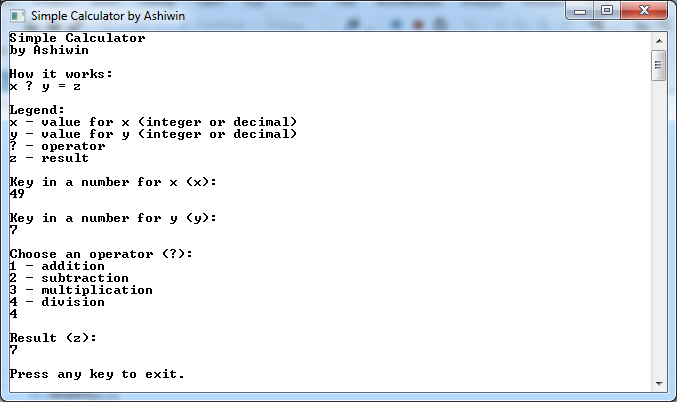 Simple Calculator by Ashiwin
Simple Calculator
by Ashiwin
How it works:
x ? y = z
Legend:
x - value for x (integer or decimal)
y - value for y (integer or decimal)
? - operator
z - result
Key in a number for x (x):
49
Key in a number for y (y):
7
Choose an operator (?):
1 - addition
2 - subtraction
3 - multiplication
4 - division
4
Result (z):
7
Press any key to exit.